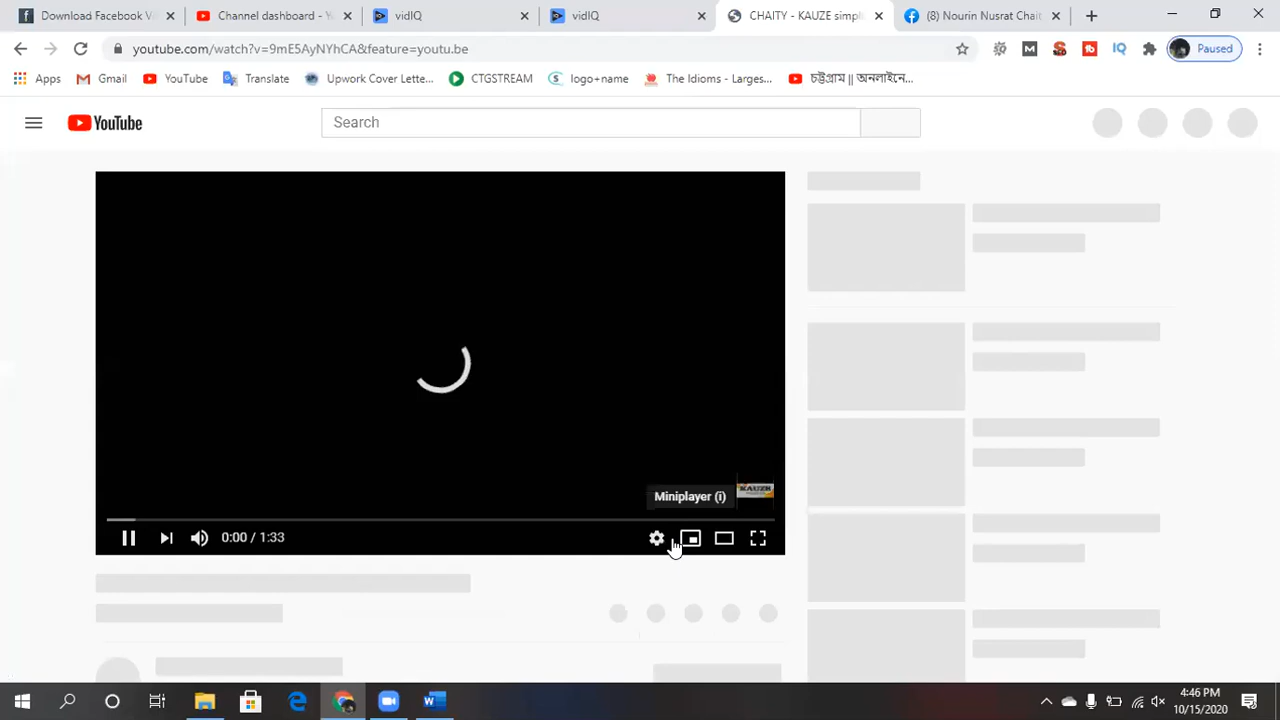 Download Facebook Vi
Channel dashboard - Y
vidIQ
vidIQ
CHAITY - KAUZE simpl
(8) Nourin Nusrat Chait
youtube.com/watch?v=9mE5AyNYhCA&feature=youtu.be
Paused
Apps
Gmail
YouTube
Translate
Upwork Cover Lette...
CTGSTREAM
logo+name
The Idioms - Larges...
চট্টগ্রাম || অনলাইনে...
YouTube
Search
Miniplayer (i)
KAUZE
0:00 / 1:33
4:46 PM
10/15/2020